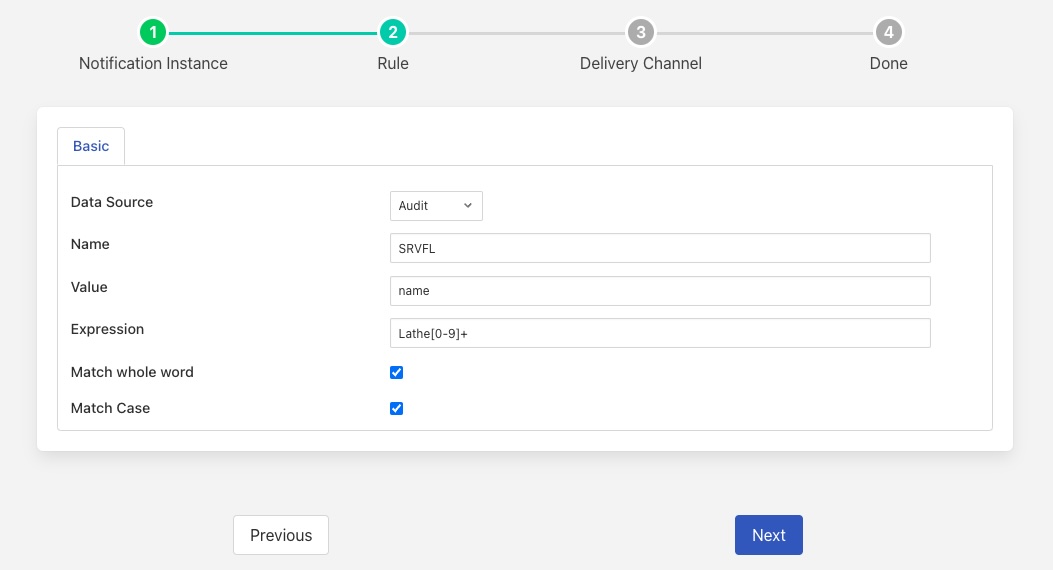 1 2 3 4
Notification Instance Rule Delivery Channel Done
Basic
Data Source Audit
Name SRVFL
Value name
Expression Lathe[0-9]+
Match whole word
Match Case
Previous Next